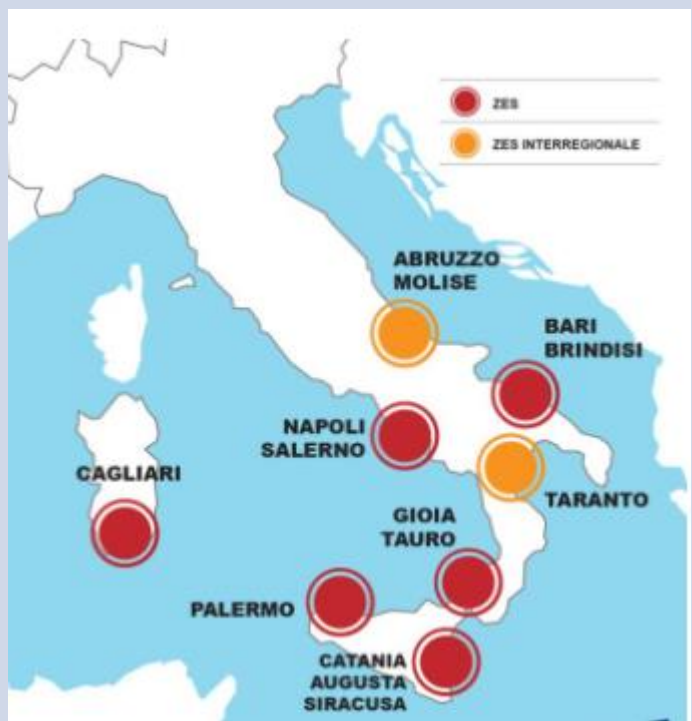 ZES
ZES INTERREGIONALE
ABRUZZO
MOLISE
BARI
BRINDISI
NAPOLI
SALERNO
CAGLIARI
TARANTO
GIOIA
TAURO
PALERMO
CATANIA
AUGUSTA
SIRACUSA